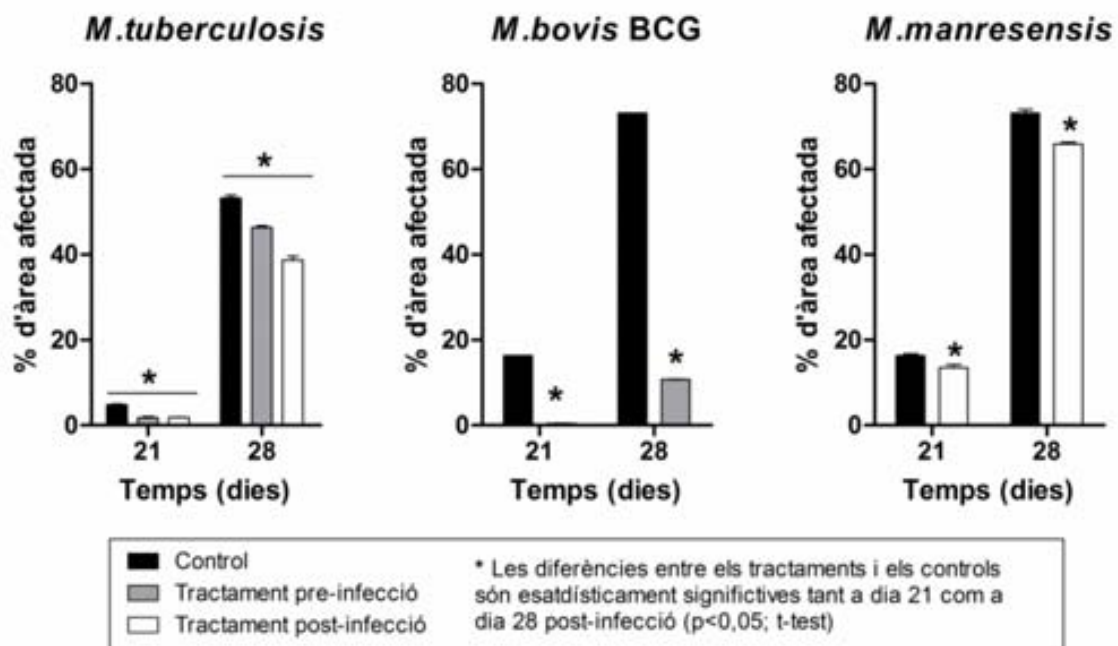 M.tuberculosis
M.bovis BCG
M.manresensis
% d'àrea afectada
80
60
40
20
0
*
*
21
28
Temps (dies)
% d'àrea afectada
80
60
40
20
0
*
*
21
28
Temps (dies)
% d'àrea afectada
80
60
40
20
0
*
*
21
28
Temps (dies)
Control
Tractament pre-infecció
Tractament post-infecció
* Les diferències entre els tractaments i els controls
són esatdísticament significtives tant a dia 21 com a
dia 28 post-infecció (p<0,05; t-test)